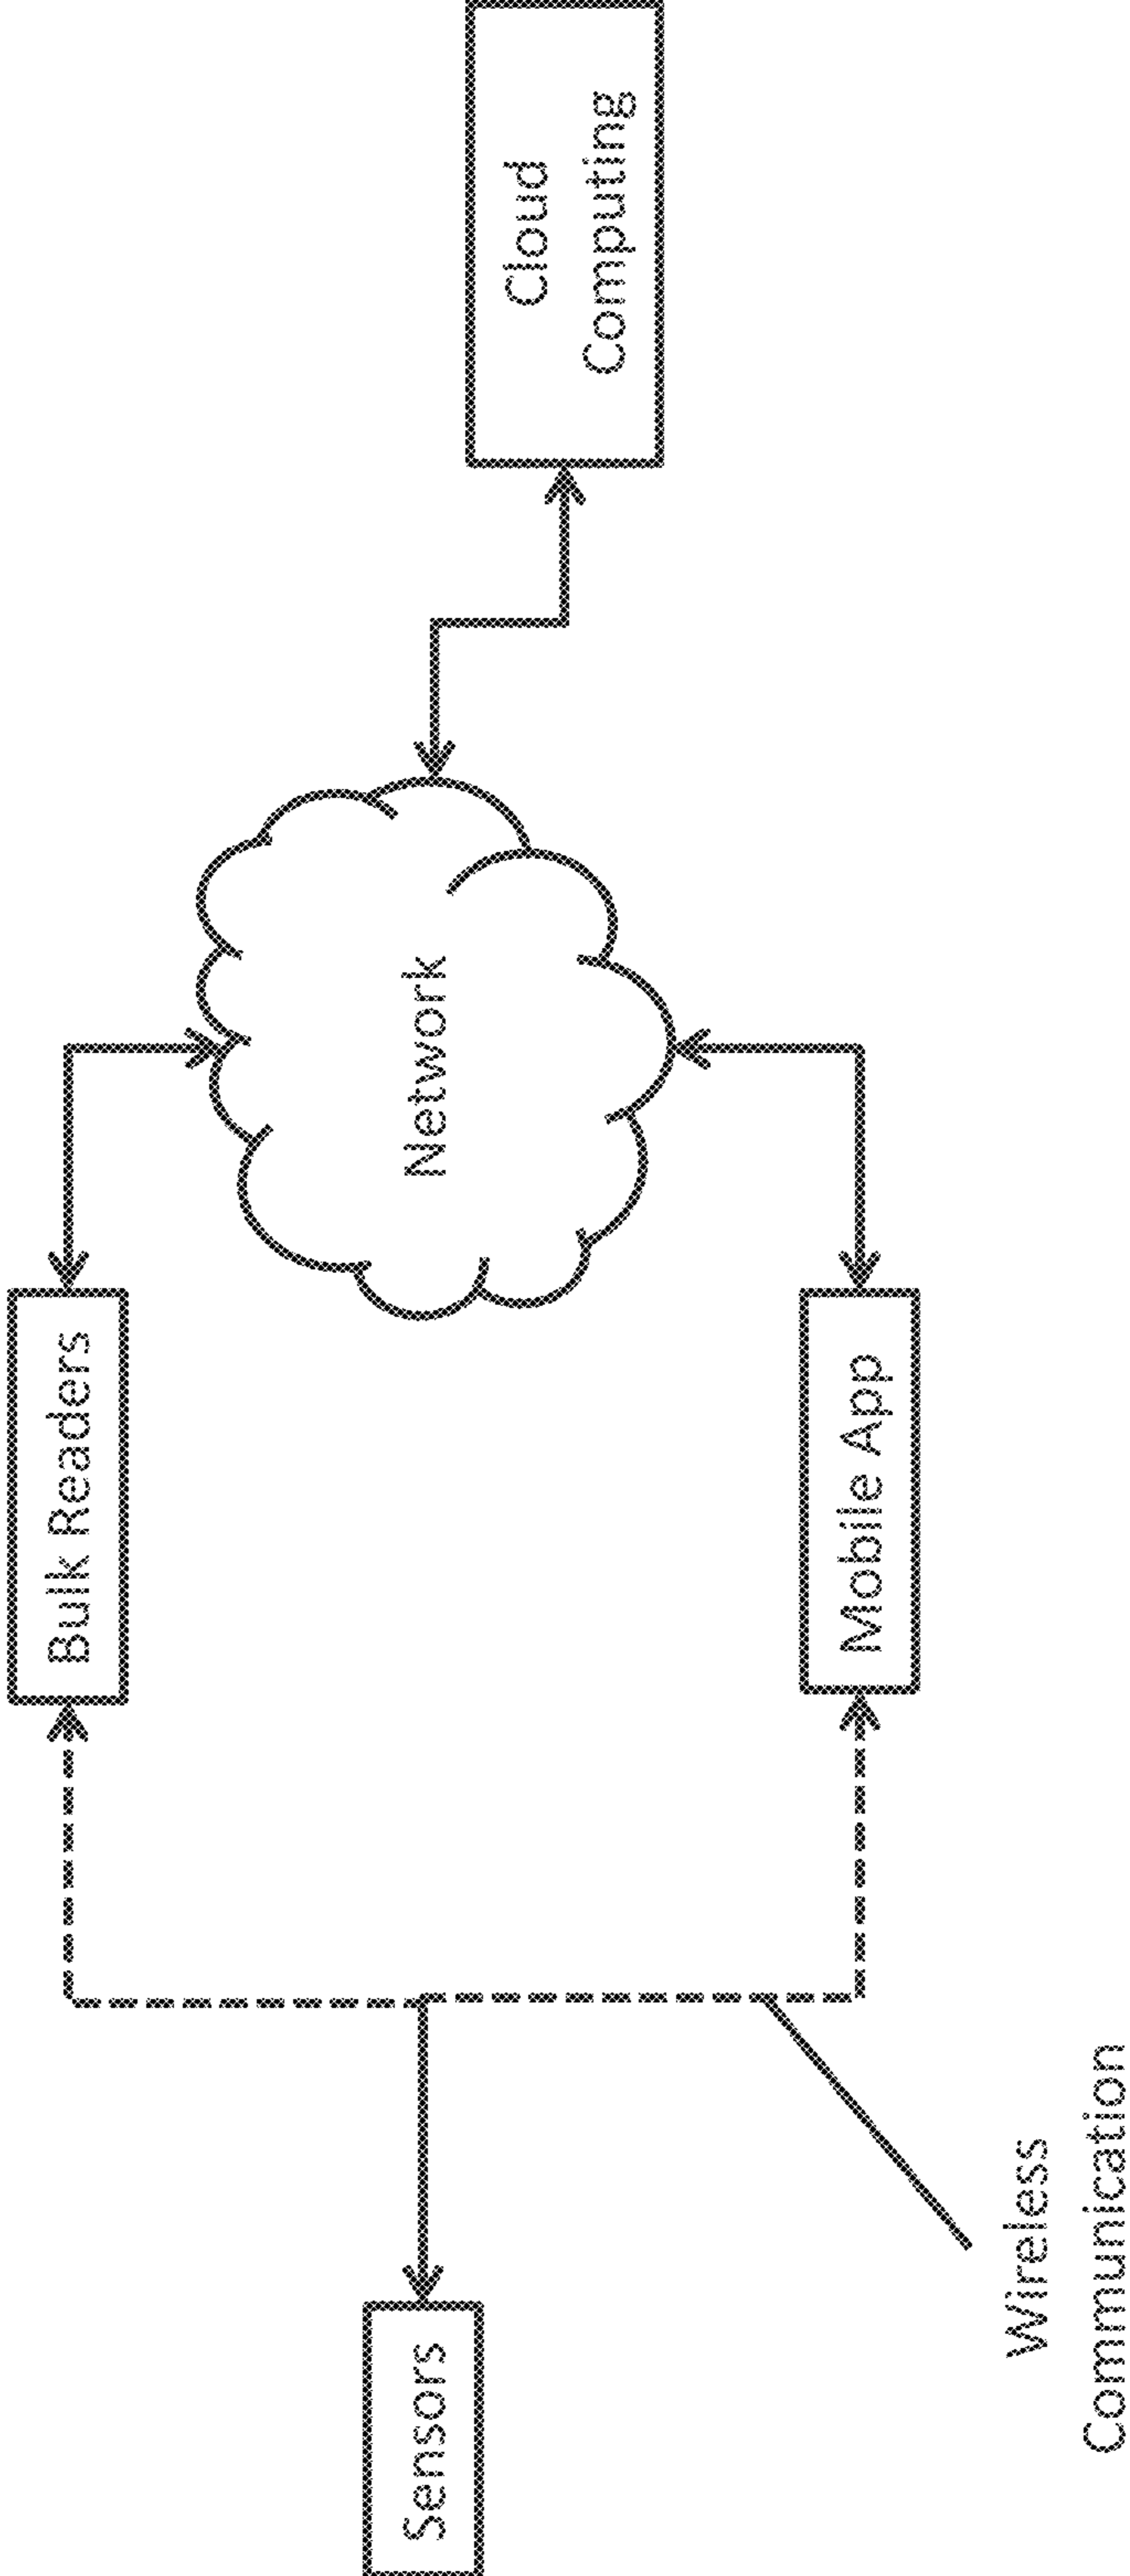 Sensors
Bulk Readers
Mobile App
Wireless
Communication
Network
Cloud
Computing